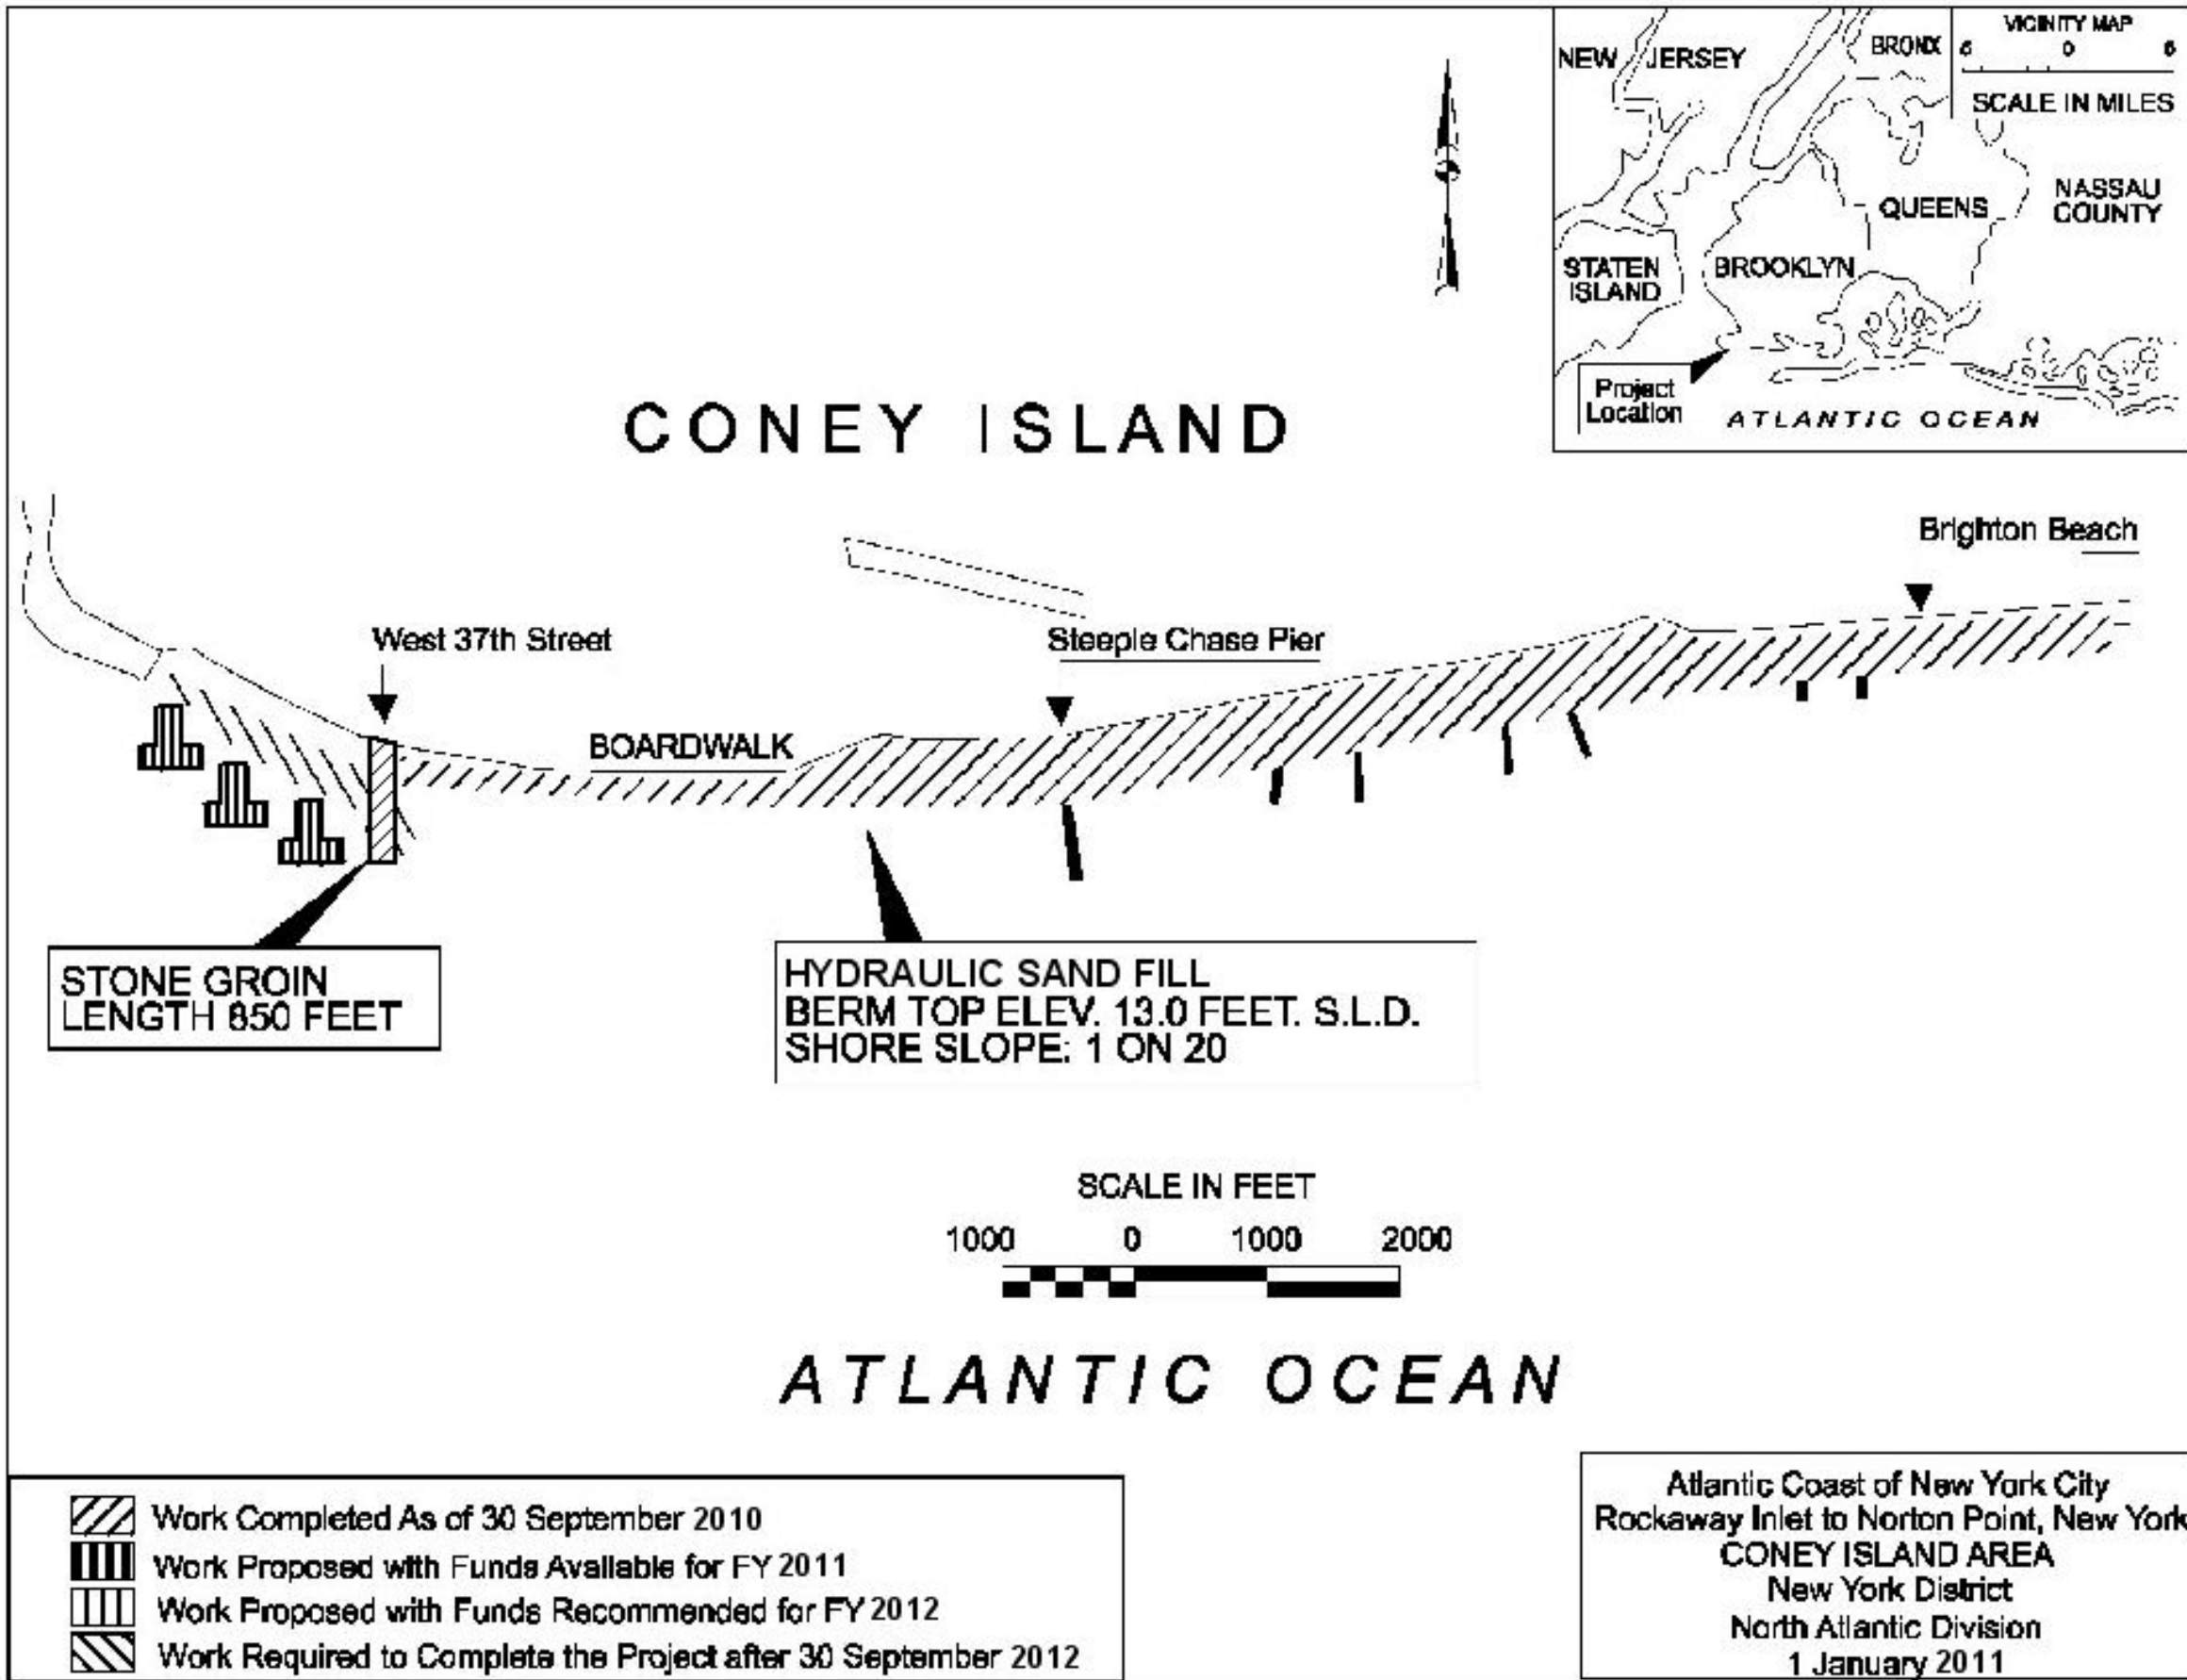 VICINITY MAP
6 0 6
SCALE IN MILES
NEW JERSEY
BRONX
QUEENS
NASSAU
COUNTY
STATEN
ISLAND
BROOKLYN
Project
Location
ATLANTIC OCEAN
CONEY ISLAND
Brighton Beach
West 37th Street
Steeple Chase Pier
BOARDWALK
STONE GROIN
LENGTH 850 FEET
HYDRAULIC SAND FILL
BERM TOP ELEV. 13.0 FEET. S.L.D.
SHORE SLOPE: 1 ON 20
SCALE IN FEET
1000 0 1000 2000
ATLANTIC OCEAN
Work Completed As of 30 September 2010
Work Proposed with Funds Available for FY 2011
Work Proposed with Funds Recommended for FY 2012
Work Required to Complete the Project after 30 September 2012
Atlantic Coast of New York City
Rockaway Inlet to Norton Point, New York
CONEY ISLAND AREA
New York District
North Atlantic Division
1 January 2011